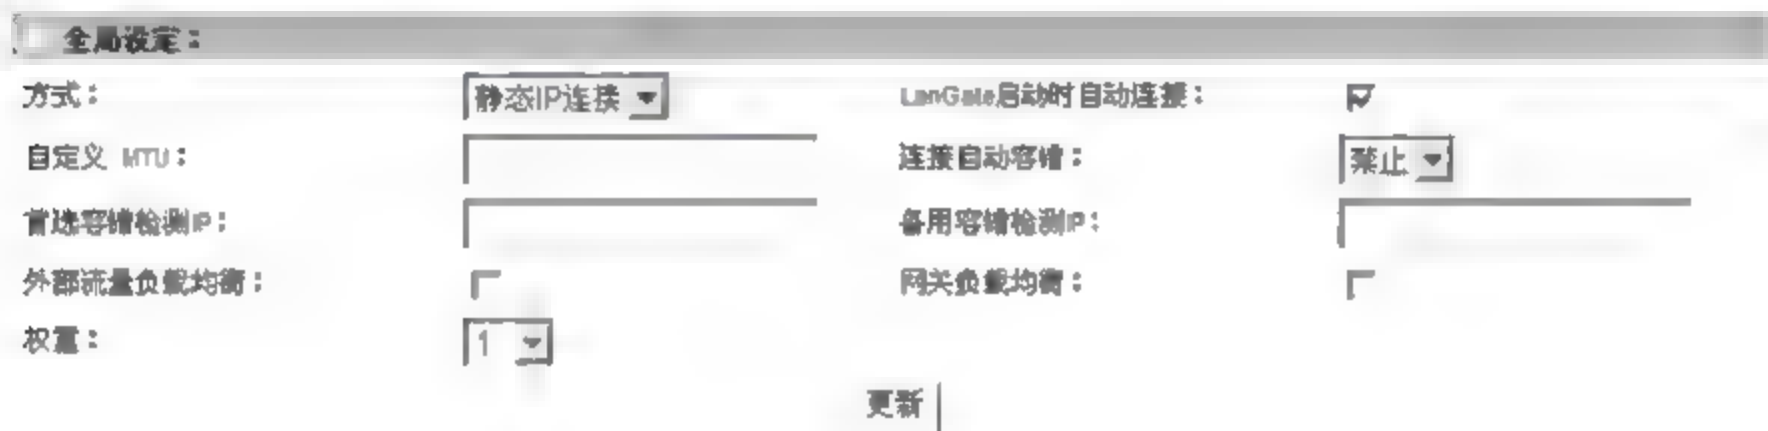 全局设定：
方式： 静态IP连接 LanGate启动时自动连接：
自定义 MTU： 连接自动容错： 禁止
首选容错检测IP： 备用容错检测IP：
外部流量负载均衡： 网关负载均衡：
权重： 1
更新